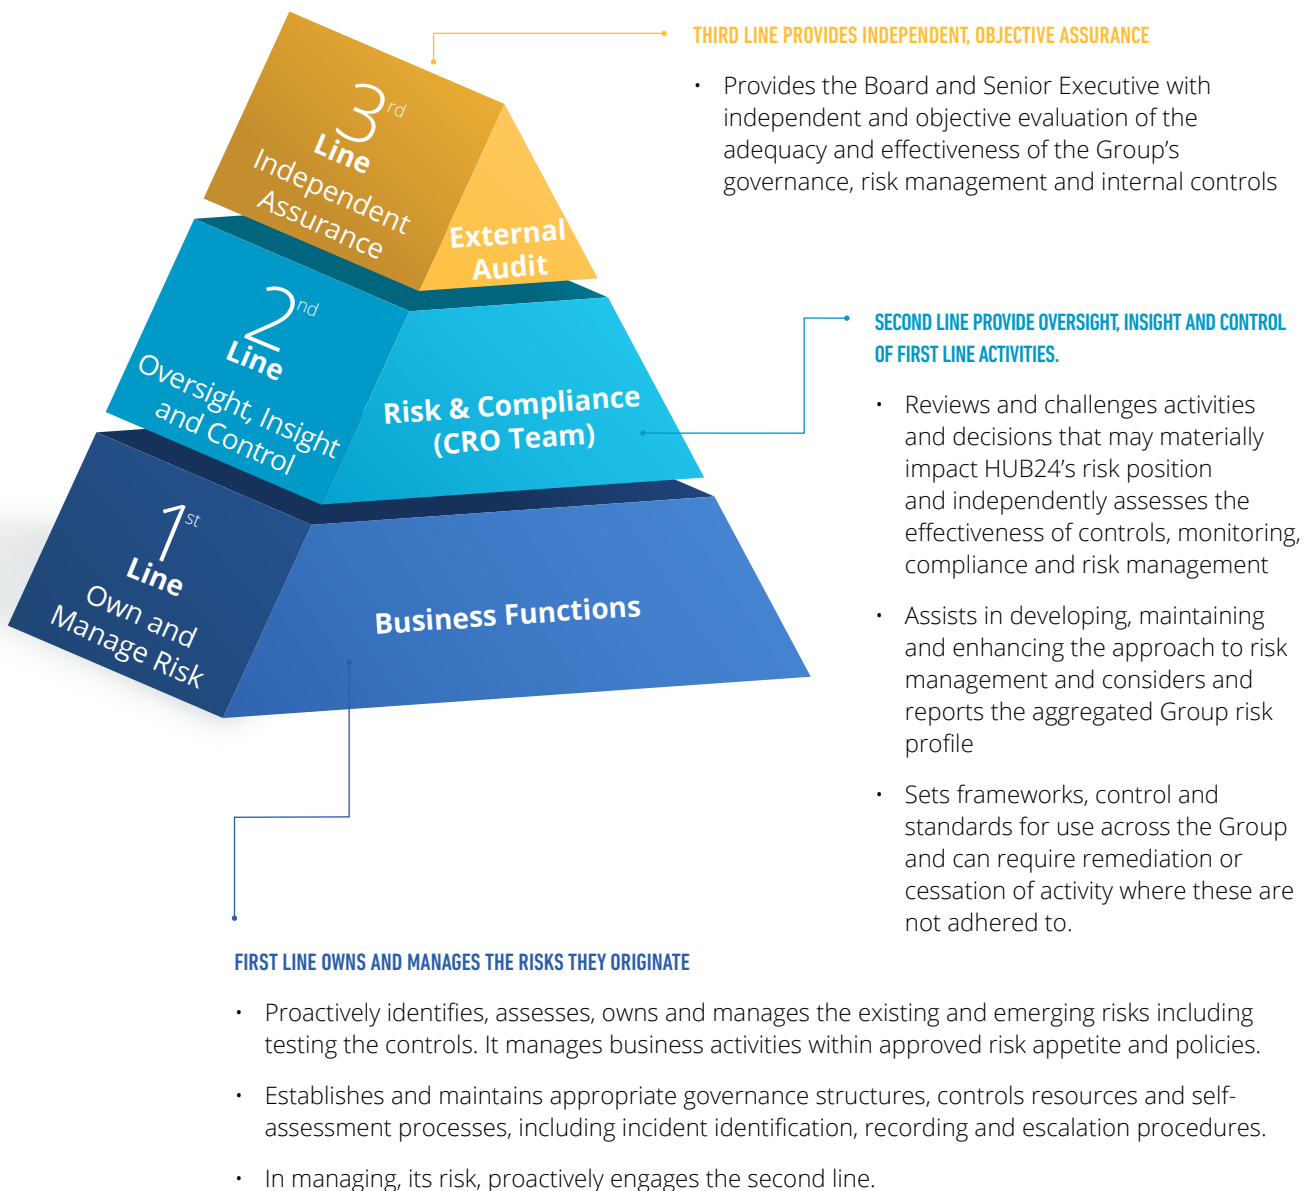 3rd
Line
Independent
Assurance
External
Audit
THIRD LINE PROVIDES INDEPENDENT, OBJECTIVE ASSURANCE
• Provides the Board and Senior Executive with
independent and objective evaluation of the
adequacy and effectiveness of the Group’s
governance, risk management and internal controls
2nd
Line
Oversight, Insight
and Control
Risk & Compliance
(CRO Team)
SECOND LINE PROVIDE OVERSIGHT, INSIGHT AND CONTROL
OF FIRST LINE ACTIVITIES.
• Reviews and challenges activities
and decisions that may materially
impact HUB24’s risk position
and independently assesses the
effectiveness of controls, monitoring,
compliance and risk management
• Assists in developing, maintaining
and enhancing the approach to risk
management and considers and
reports the aggregated Group risk
profile
• Sets frameworks, control and
standards for use across the Group
and can require remediation or
cessation of activity where these are
not adhered to.
1st
Line
Own and
Manage Risk
Business Functions
FIRST LINE OWNS AND MANAGES THE RISKS THEY ORIGINATE
• Proactively identifies, assesses, owns and manages the existing and emerging risks including
testing the controls. It manages business activities within approved risk appetite and policies.
• Establishes and maintains appropriate governance structures, controls resources and self-
assessment processes, including incident identification, recording and escalation procedures.
• In managing, its risk, proactively engages the second line.